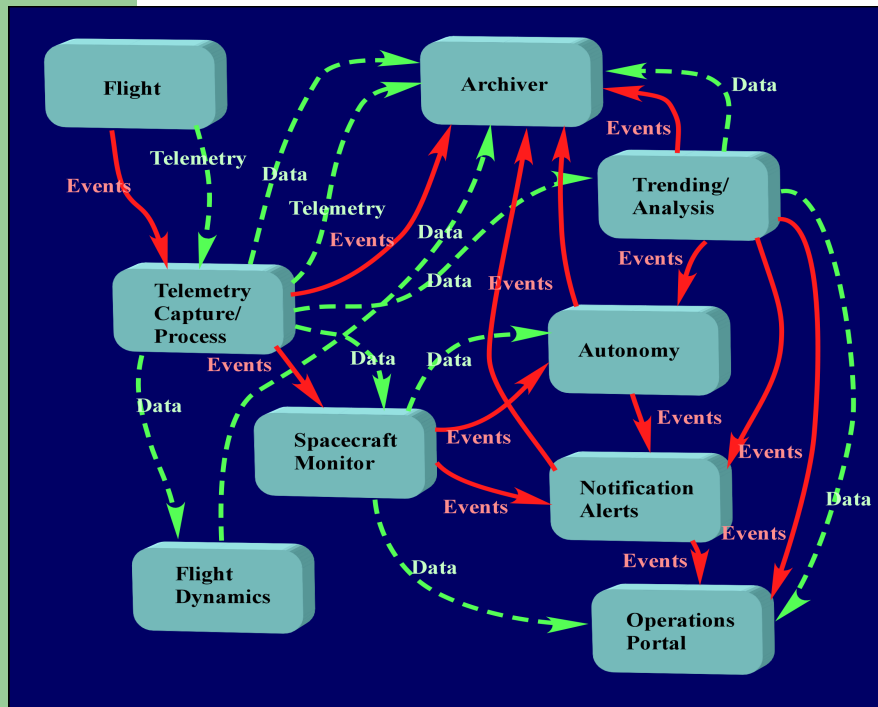 Flight
Archiver
Data
Events
Telemetry
Events
Data
Telemetry
Trending/
Analysis
Data
Events
Events
Telemetry
Capture/
Process
Data
Events
Autonomy
Events
Data
Data
Data
Events
Spacecraft
Monitor
Events
Events
Notification
Alerts
Events
Data
Events
Events
Data
Flight
Dynamics
Operations
Portal